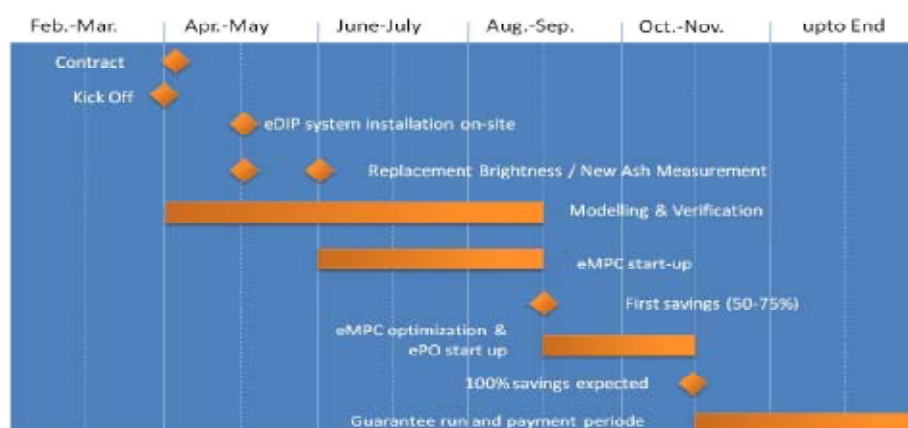 Feb.-Mar. Apr.-May June-July Aug.-Sep. Oct.-Nov. upto End
Contract
Kick Off
eDIP system installation on-site
Replacement Brightness / New Ash Measurement
Modelling & Verification
eMPC start-up
First savings (50-75%)
eMPC optimization &
ePO start up
100% savings expected
Guarantee run and payment periode